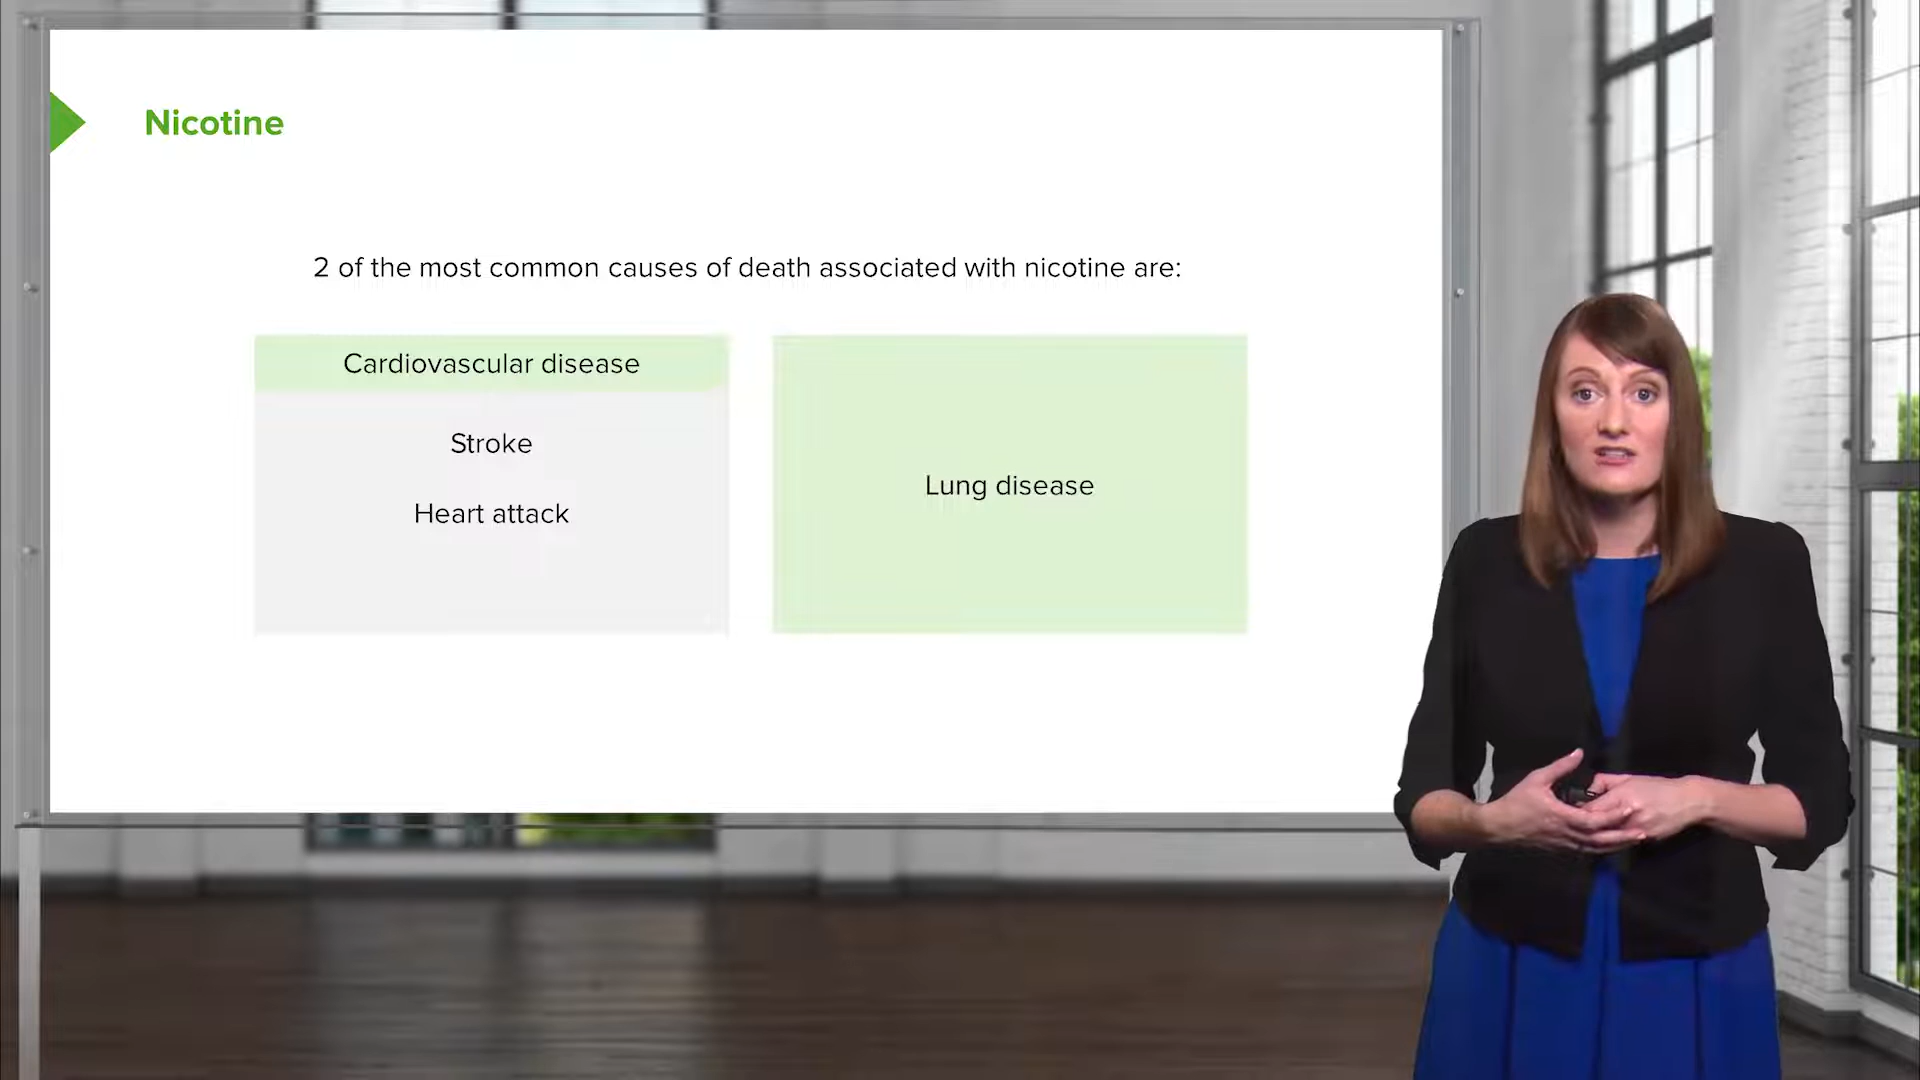 Nicotine
2 of the most common causes of death associated with nicotine are:
Cardiovascular disease
Stroke
Heart attack
Lung disease